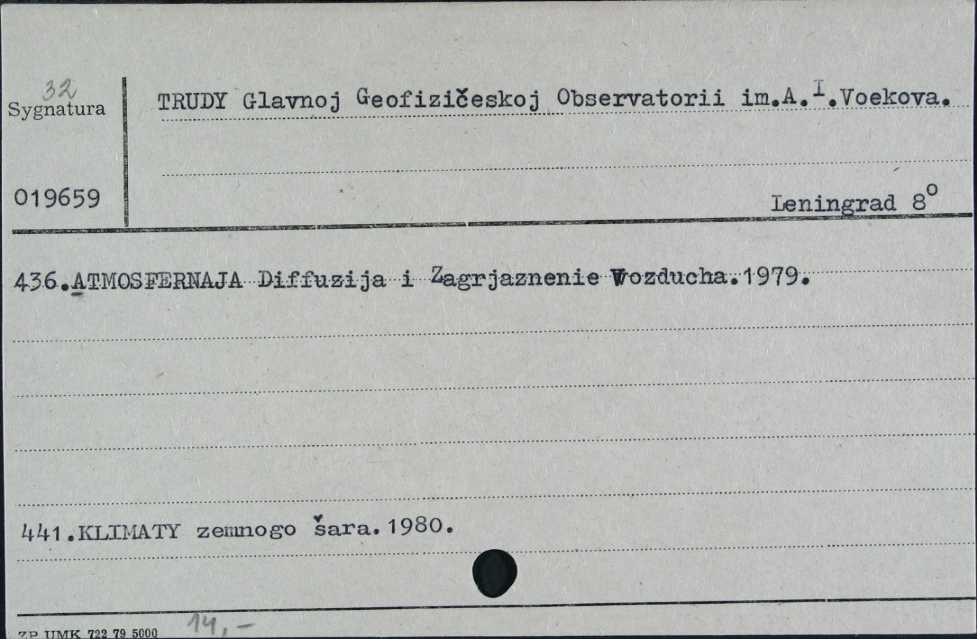 32
Sygnatura
TRUDY Glavnoj Geofizičeskoj Observatorii im.A.I.Voekova.
019659
Leningrad 8o
436.ATMOSFERNAJA Diffuzija i Zagrjaznenie Vozducha.1979.
441.KLIMATY zemnogo šara.1980.
ZP UMK 722 79 5000
14,-